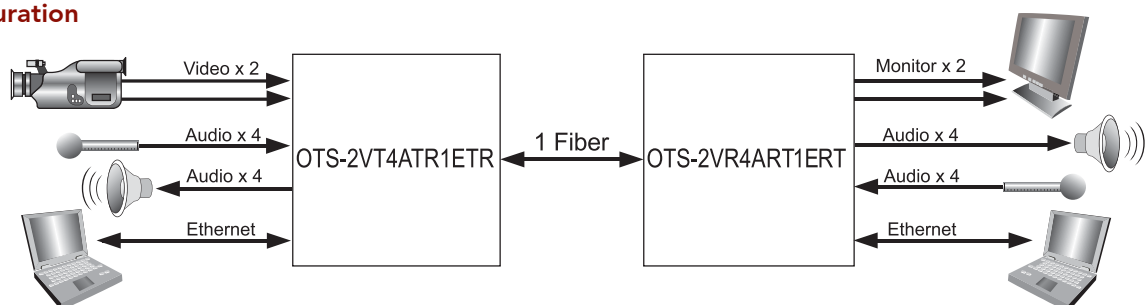 uration
Video x 2
Audio x 4
Audio x 4
Ethernet
OTS-2VT4ATR1ETR
1 Fiber
OTS-2VR4ART1ERT
Monitor x 2
Audio x 4
Audio x 4
Ethernet